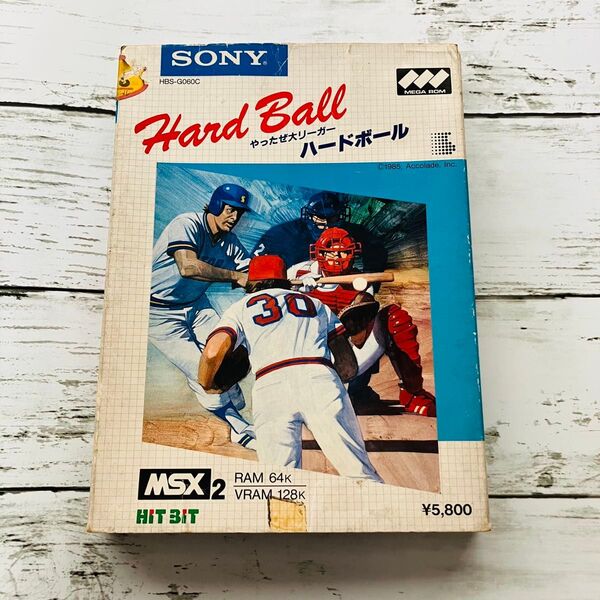 SONY
HBS-G060C
MEGA ROM
Hard Ball
やったぜ大リーガー
ハードボール
©1985, Accolade, Inc.
2
30
MSX2
RAM 64K
VRAM 128K
HIT BIT
¥5,800